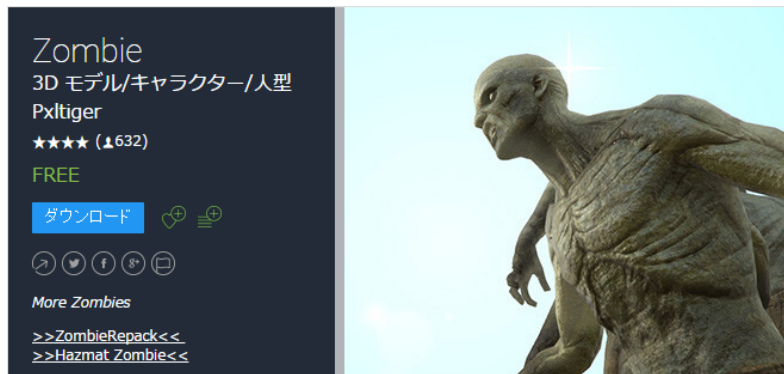 Zombie
3D モデル/キャラクター/人型
Pxltiger
★★★★ (632)
FREE
ダウンロード
More Zombies
>>ZombieRepack<<
>>Hazmat Zombie<<